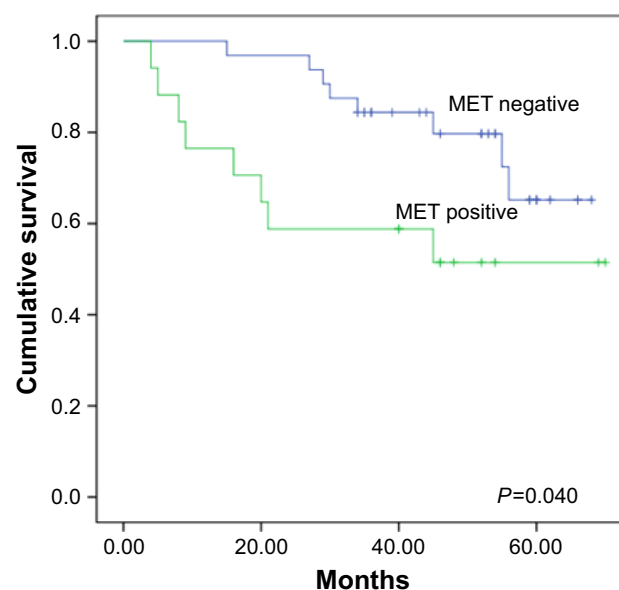 1.0
0.8
0.6
0.4
0.2
0.0
Cumulative survival
MET negative
MET positive
P=0.040
0.00 20.00 40.00 60.00
Months